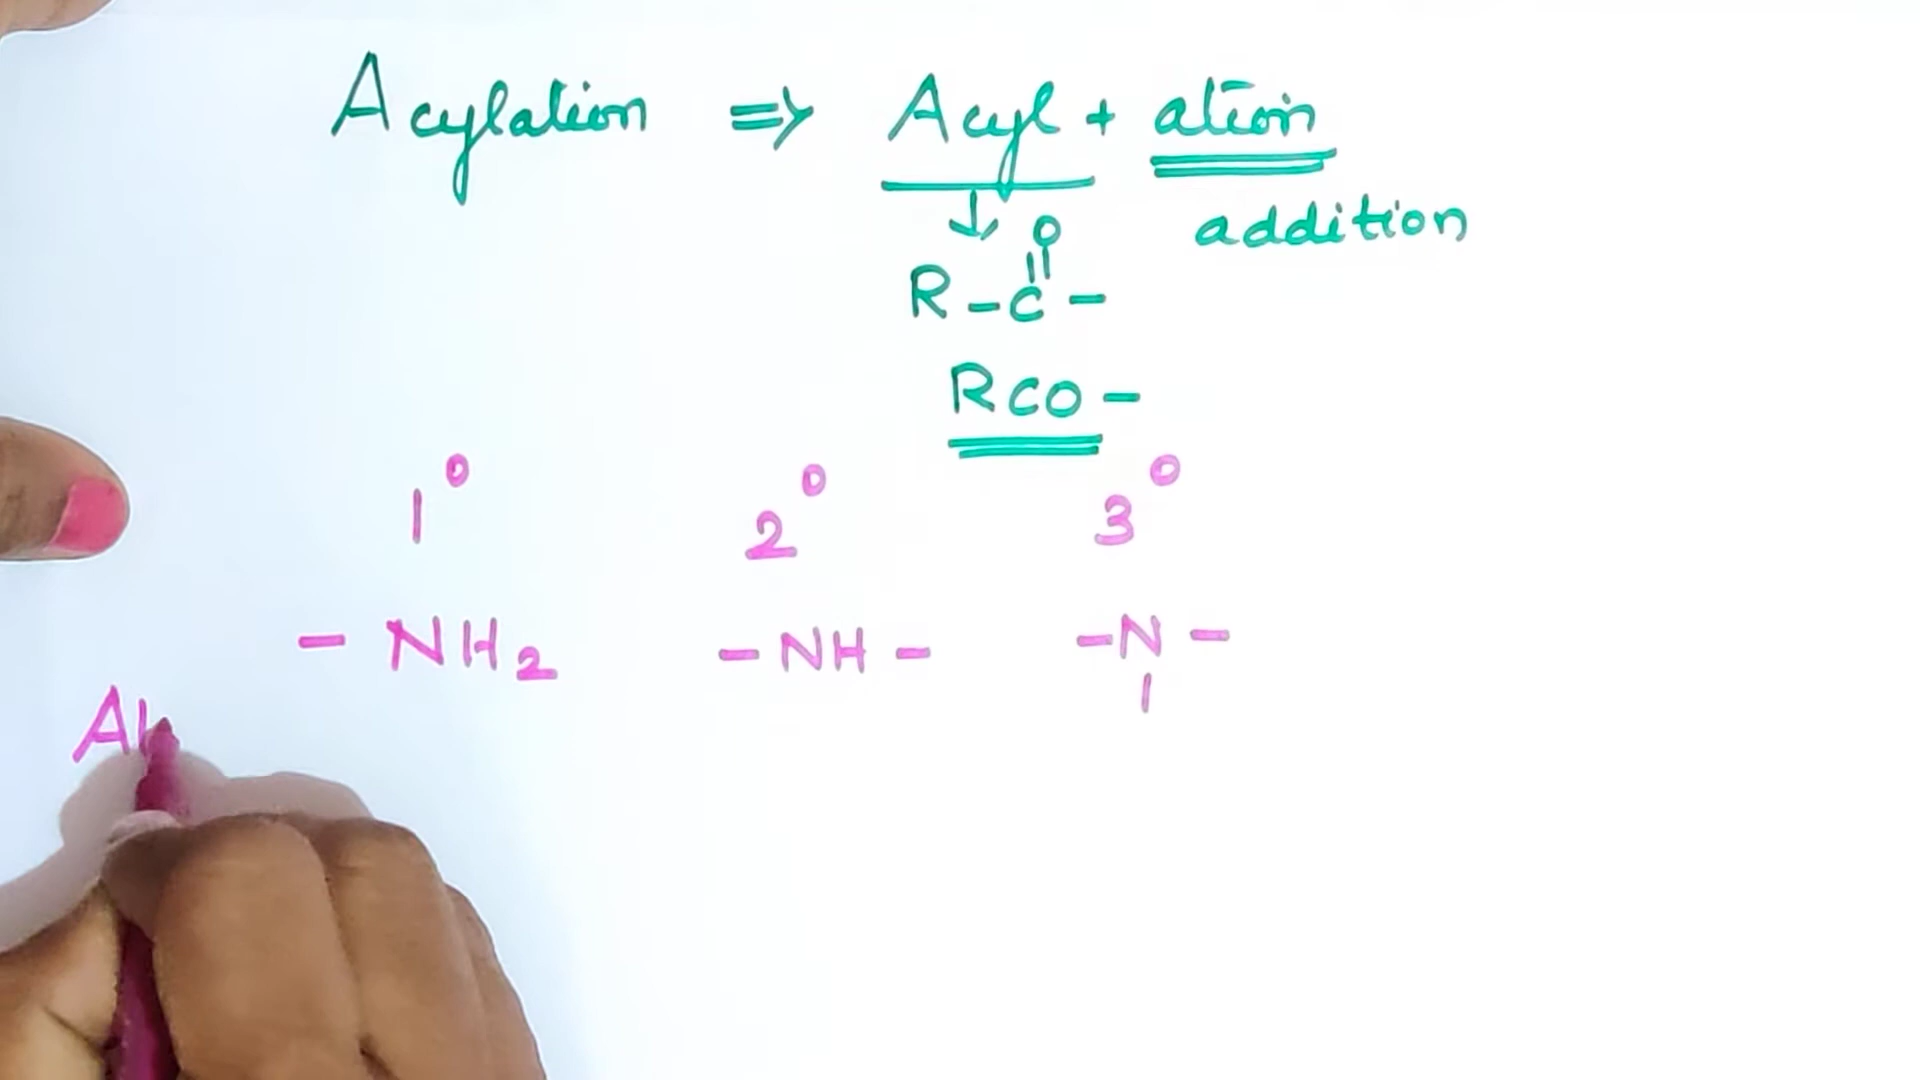 Acylation ⇒ Acyl + ation
↓ addition
O
||
R - C -
RCO -
1° 2° 3°
- NH₂ - NH - - N -
|